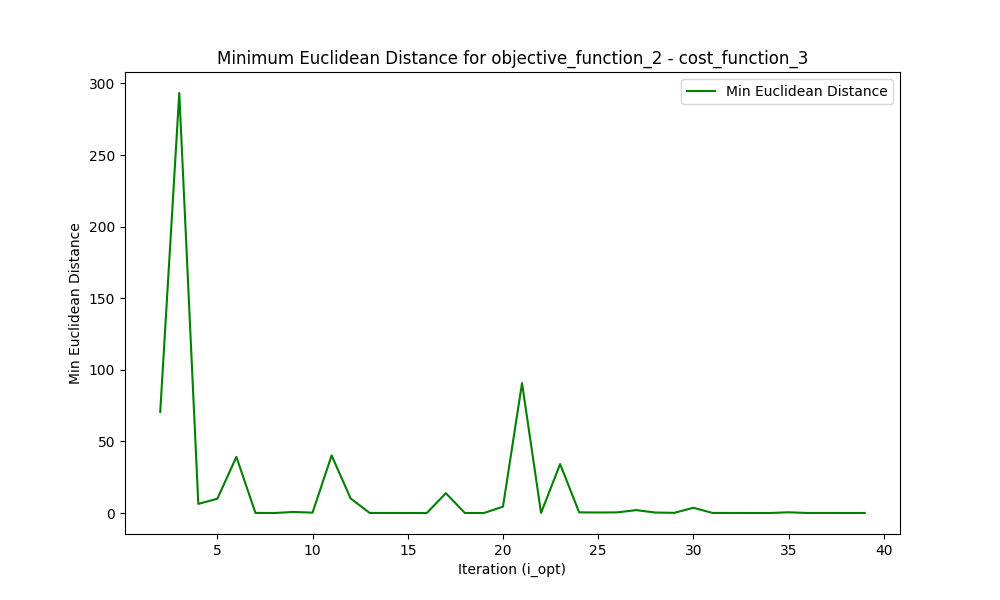 Minimum Euclidean Distance for objective_function_2 - cost_function_3
Min Euclidean Distance
300
250
200
150
100
50
0
Min Euclidean Distance
5 10 15 20 25 30 35 40
Iteration (i_opt)